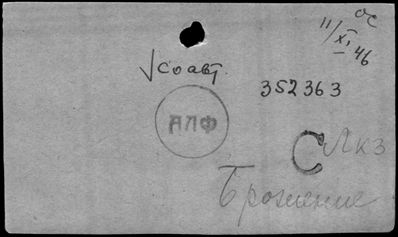 ос
11/XI 46
√ соавт.
352363
АЛФ
С Лкз
Брожение